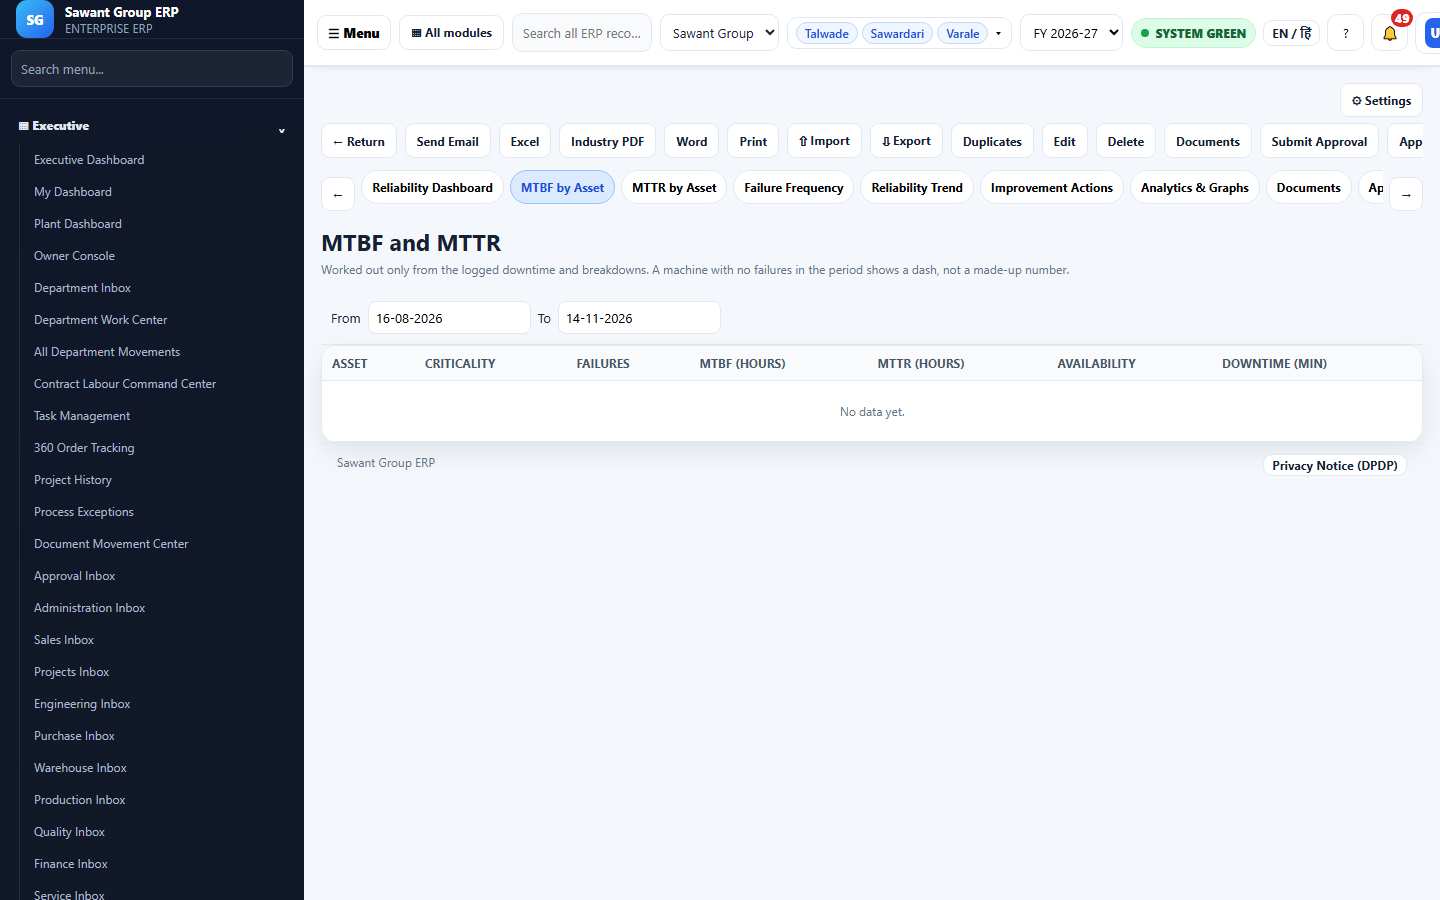 SG
Sawant Group ERP
ENTERPRISE ERP
Search menu...
Executive
Executive Dashboard
My Dashboard
Plant Dashboard
Owner Console
Department Inbox
Department Work Center
All Department Movements
Contract Labour Command Center
Task Management
360 Order Tracking
Project History
Process Exceptions
Document Movement Center
Approval Inbox
Administration Inbox
Sales Inbox
Projects Inbox
Engineering Inbox
Purchase Inbox
Warehouse Inbox
Production Inbox
Quality Inbox
Finance Inbox
Service Inbox
☰ Menu
All modules
Search all ERP reco...
Sawant Group
Talwade Sawardari Varale
FY 2026-27
SYSTEM GREEN
EN / हिं
?
49
U
⚙ Settings
← Return Send Email Excel Industry PDF Word Print ⇧ Import ⇩ Export Duplicates Edit Delete Documents Submit Approval App
← Reliability Dashboard MTBF by Asset MTTR by Asset Failure Frequency Reliability Trend Improvement Actions Analytics & Graphs Documents Ap →
MTBF and MTTR
Worked out only from the logged downtime and breakdowns. A machine with no failures in the period shows a dash, not a made-up number.
From 16-08-2026 To 14-11-2026
ASSET CRITICALITY FAILURES MTBF (HOURS) MTTR (HOURS) AVAILABILITY DOWNTIME (MIN)
No data yet.
Sawant Group ERP
Privacy Notice (DPDP)